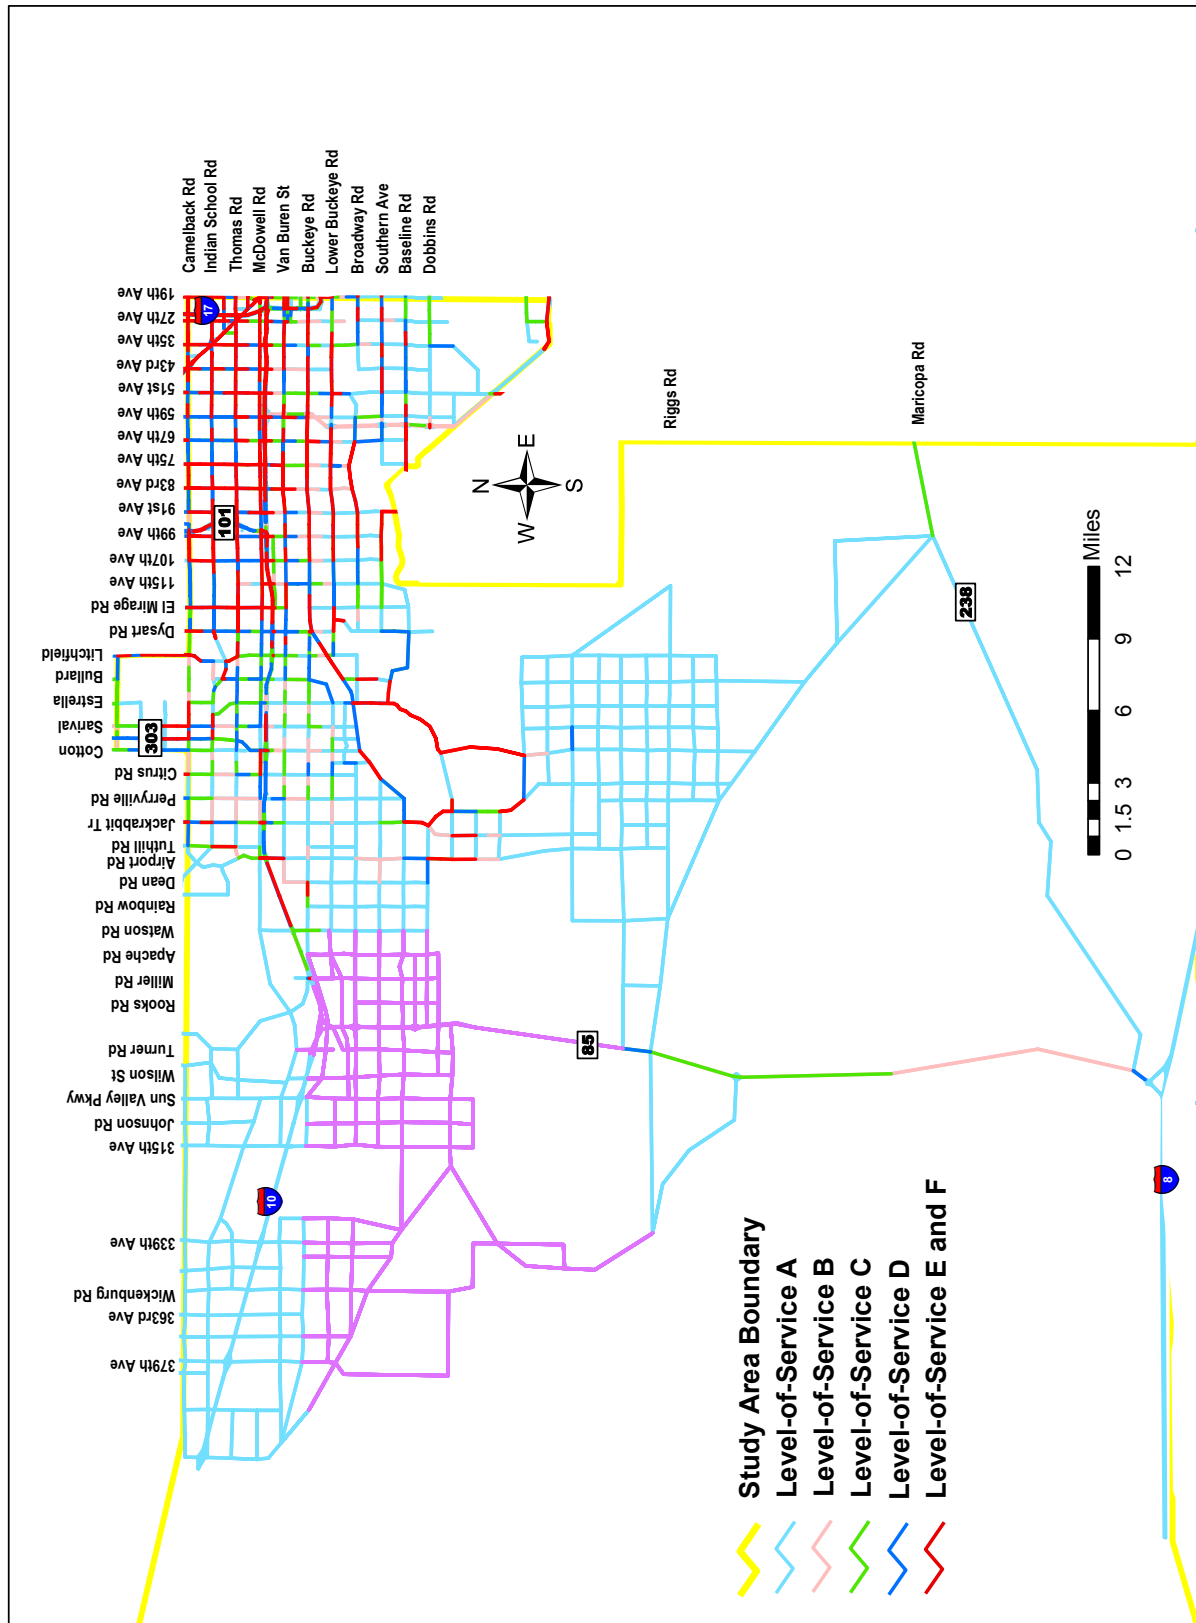 Camelback Rd
Indian School Rd
Thomas Rd
McDowell Rd
Van Buren St
Buckeye Rd
Lower Buckeye Rd
Broadway Rd
Southern Ave
Baseline Rd
Dobbins Rd
19th Ave
27th Ave
35th Ave
43rd Ave
51st Ave
59th Ave
67th Ave
75th Ave
83rd Ave
91st Ave
99th Ave
107th Ave
115th Ave
El Mirage Rd
Dysart Rd
Litchfield
Bullard
Estrella
Sarival
Cotton
Citrus Rd
Perryville Rd
Jackrabbit Tr
Tuthill Rd
Airport Rd
Dean Rd
Rainbow Rd
Watson Rd
Apache Rd
Miller Rd
Rooks Rd
Turner Rd
Wilson St
Sun Valley Pkwy
Johnson Rd
315th Ave
339th Ave
Wickenburg Rd
363rd Ave
379th Ave
17
101
303
10
85
238
8
Riggs Rd
Maricopa Rd
N
E
S
W
0 1.5 3 6 9 12
Miles
Study Area Boundary
Level-of-Service A
Level-of-Service B
Level-of-Service C
Level-of-Service D
Level-of-Service E and F